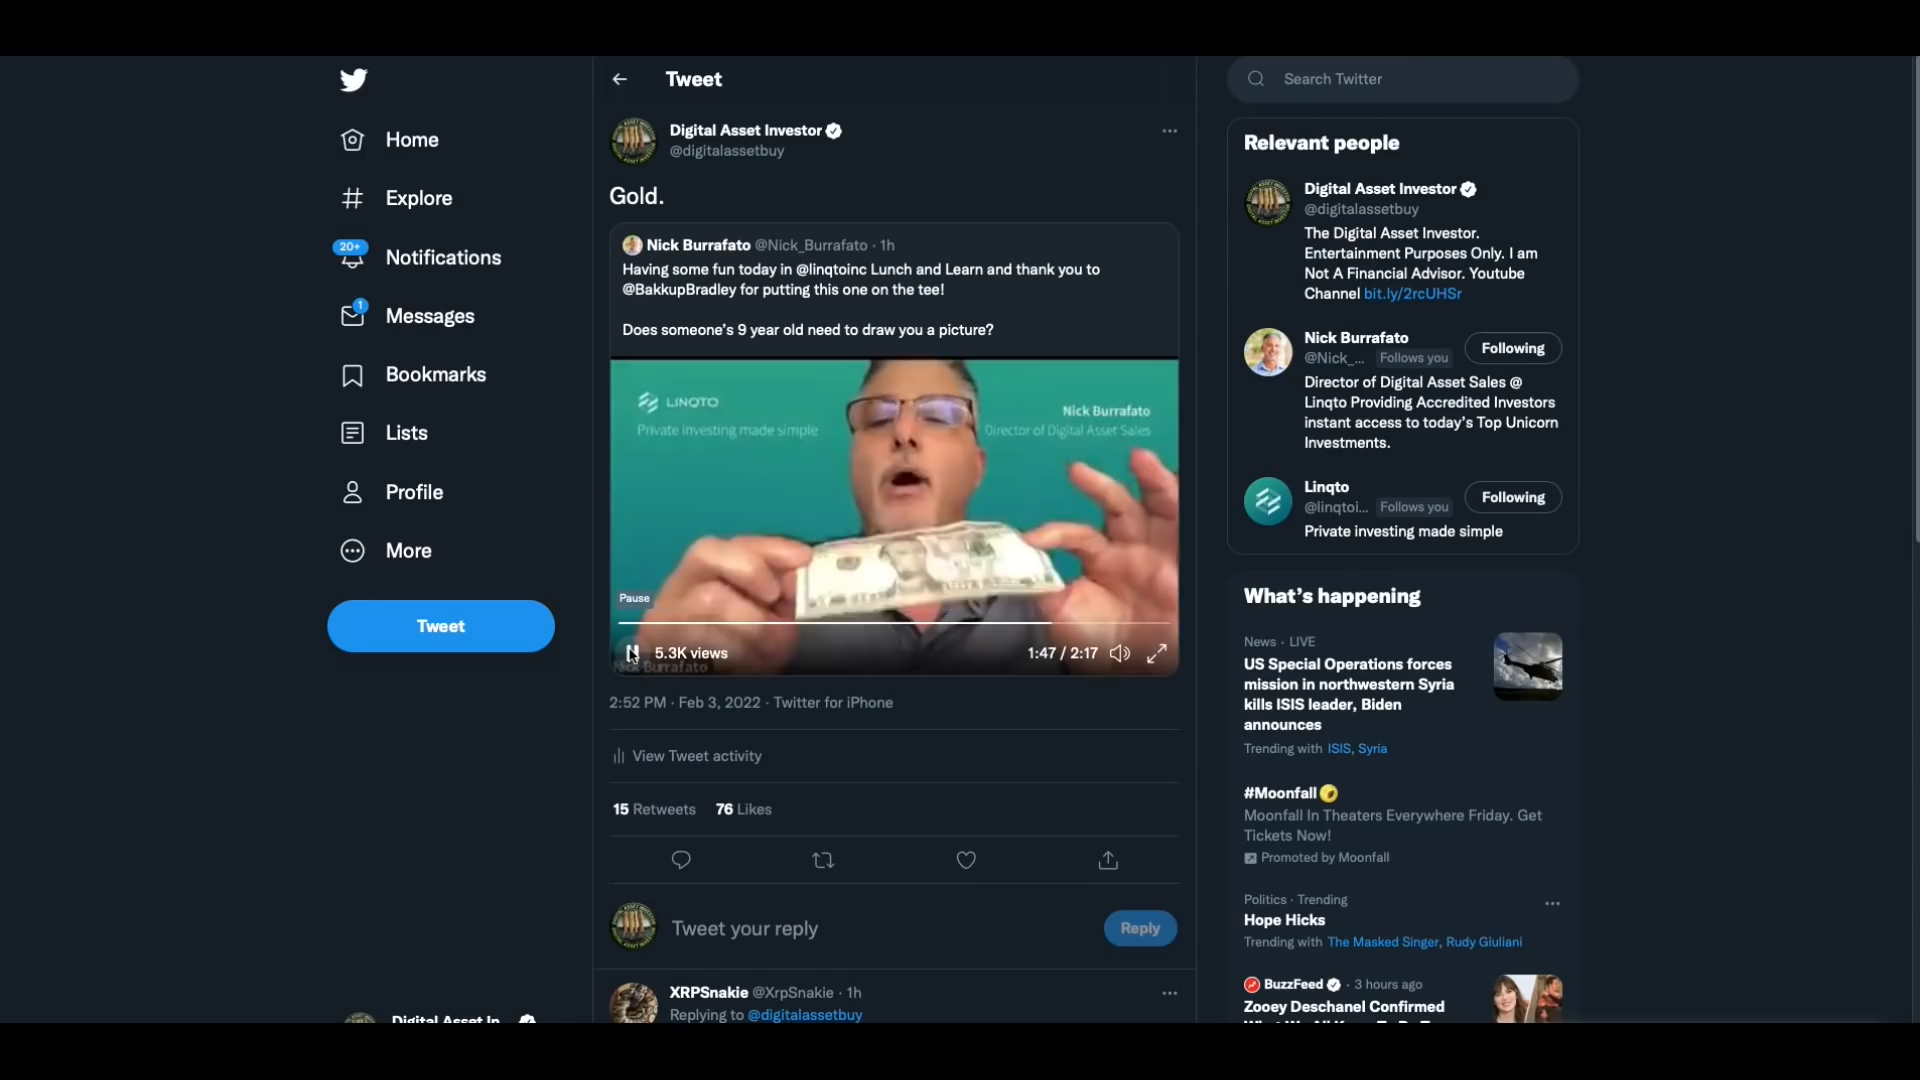 Home
Explore
20+
Notifications
1
Messages
Bookmarks
Lists
Profile
More
Tweet
Digital Asset In
Tweet
Digital Asset Investor
@digitalassetbuy
Gold.
Nick Burrafato @Nick_Burrafato · 1h
Having some fun today in @linqtoinc Lunch and Learn and thank you to
@BakkupBradley for putting this one on the tee!
Does someone's 9 year old need to draw you a picture?
LINQTO
Private investing made simple
Nick Burrafato
Director of Digital Asset Sales
Pause
5.3K views
1:47 / 2:17
Nick Burrafato
2:52 PM · Feb 3, 2022 · Twitter for iPhone
View Tweet activity
15 Retweets 76 Likes
Tweet your reply
Reply
XRPSnakie @XrpSnakie · 1h
Replying to @digitalassetbuy
Search Twitter
Relevant people
Digital Asset Investor
@digitalassetbuy
The Digital Asset Investor.
Entertainment Purposes Only. I am
Not A Financial Advisor. Youtube
Channel bit.ly/2rcUHSr
Nick Burrafato
@Nick_... Follows you
Following
Director of Digital Asset Sales @
Linqto Providing Accredited Investors
instant access to today's Top Unicorn
Investments.
Linqto
@linqtoi... Follows you
Following
Private investing made simple
What's happening
News · LIVE
US Special Operations forces
mission in northwestern Syria
kills ISIS leader, Biden
announces
Trending with ISIS, Syria
#Moonfall
Moonfall In Theaters Everywhere Friday. Get
Tickets Now!
Promoted by Moonfall
Politics · Trending
Hope Hicks
Trending with The Masked Singer, Rudy Giuliani
BuzzFeed · 3 hours ago
Zooey Deschanel Confirmed